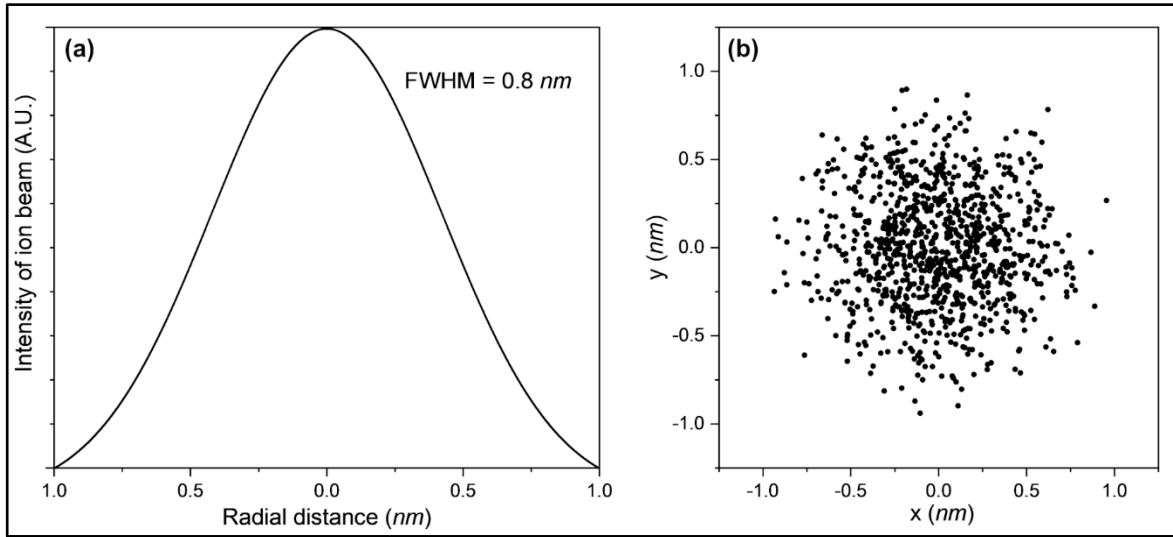 (a)
FWHM = 0.8 nm
Intensity of ion beam (A.U.)
1.0 0.5 0.0 0.5 1.0
Radial distance (nm)
(b)
1.0
0.5
0.0
-0.5
-1.0
y (nm)
-1.0 -0.5 0.0 0.5 1.0
x (nm)